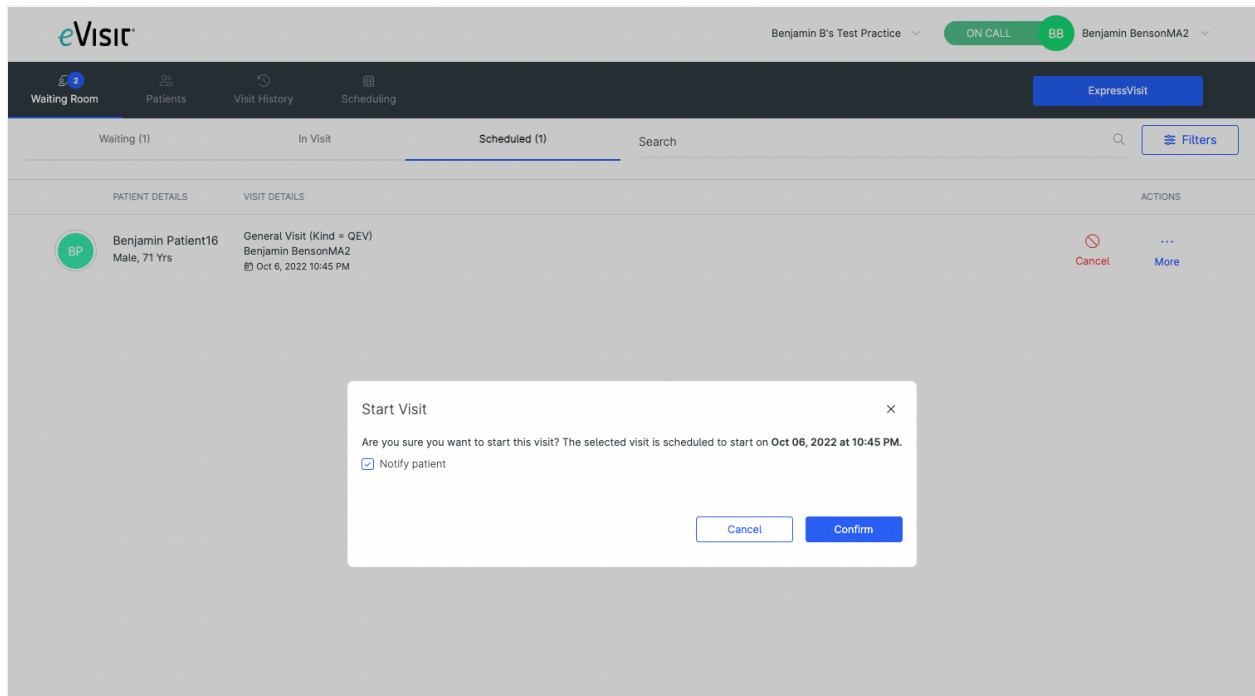 eVisit
Benjamin B's Test Practice
ON CALL
BB
Benjamin BensonMA2
2
Waiting Room
Patients
Visit History
Scheduling
ExpressVisit
Waiting (1)
In Visit
Scheduled (1)
Search
Filters
PATIENT DETAILS
VISIT DETAILS
ACTIONS
BP
Benjamin Patient16
Male, 71 Yrs
General Visit (Kind = QEV)
Benjamin BensonMA2
Oct 6, 2022 10:45 PM
Cancel
... 
More
Start Visit
Are you sure you want to start this visit? The selected visit is scheduled to start on Oct 06, 2022 at 10:45 PM.
Notify patient
Cancel
Confirm